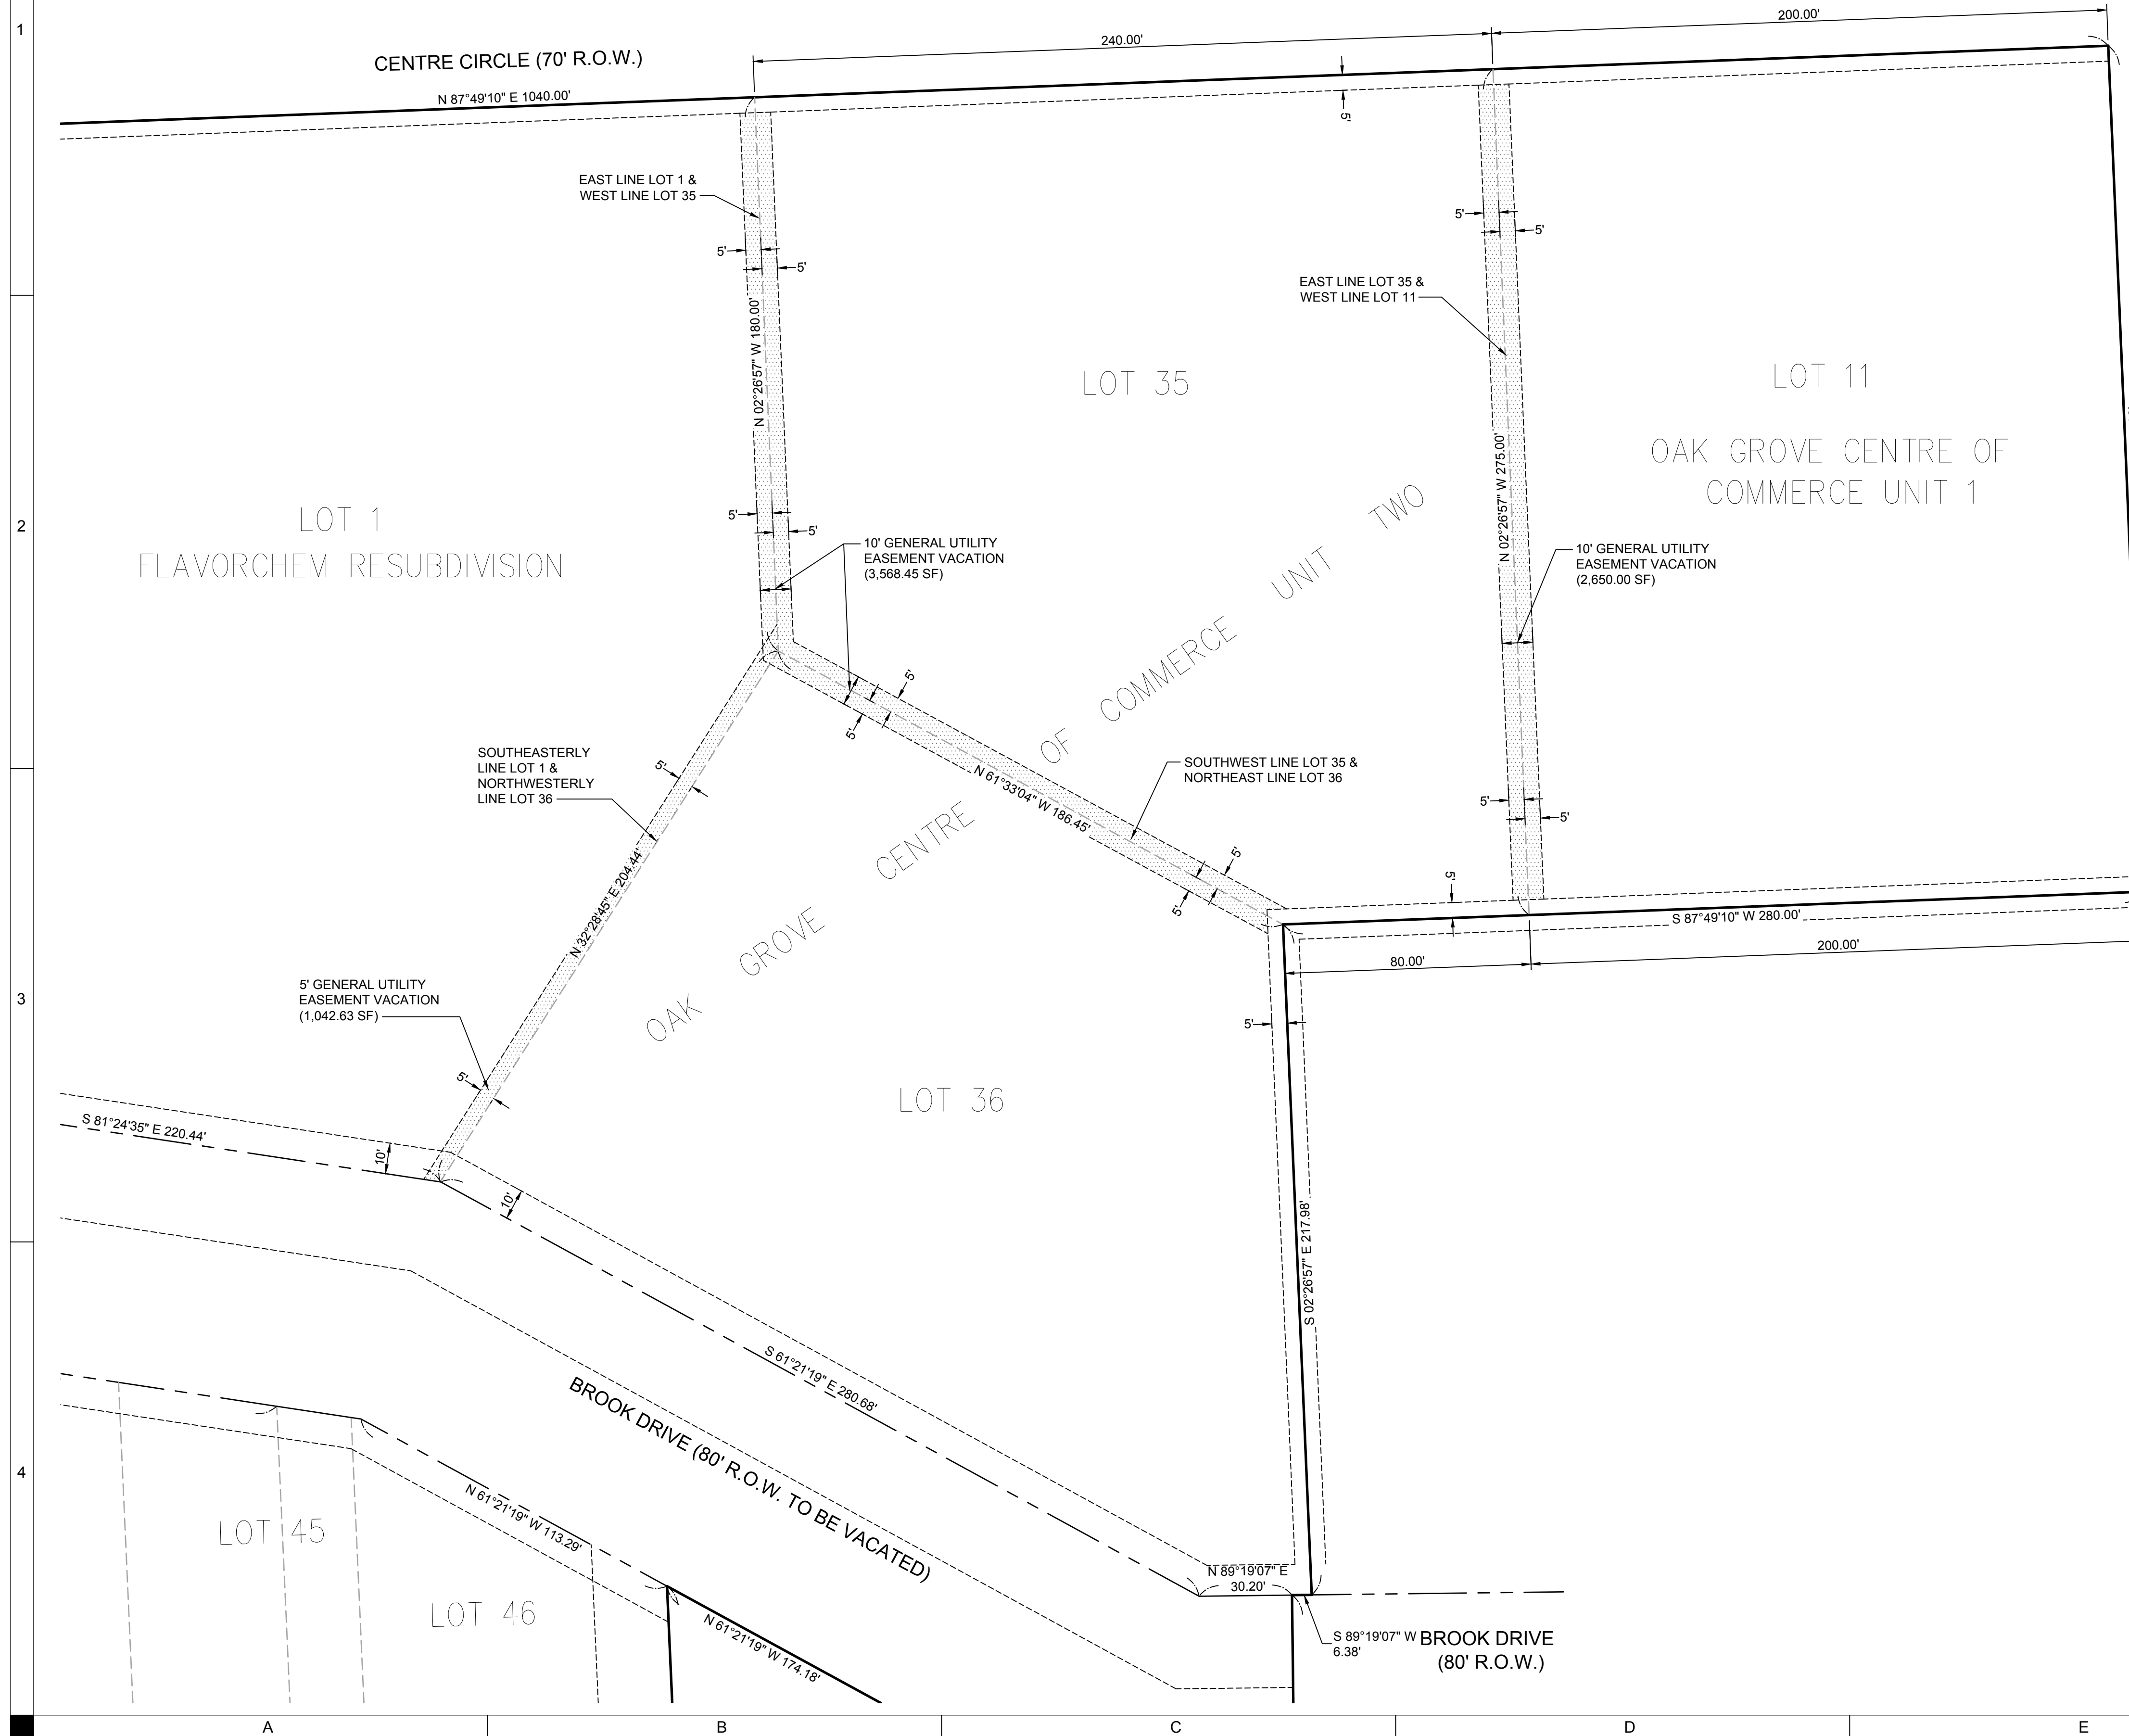 1
200.00'
240.00'
CENTRE CIRCLE (70' R.O.W.)
N 87°49'10" E 1040.00'
5'
EAST LINE LOT 1 &
WEST LINE LOT 35
5'
5'
5'
5'
EAST LINE LOT 35 &
WEST LINE LOT 11
N 02°26'57" W 180.00'
LOT 35
LOT 11
OAK GROVE CENTRE OF
COMMERCE UNIT 1
N 02°26'57" W 275.00'
2
LOT 1
FLAVORCHEM RESUBDIVISION
5'
5'
10' GENERAL UTILITY
EASEMENT VACATION
(3,568.45 SF)
10' GENERAL UTILITY
EASEMENT VACATION
(2,650.00 SF)
OAK GROVE CENTRE OF COMMERCE UNIT TWO
5'
5'
SOUTHEASTERLY
LINE LOT 1 &
NORTHWESTERLY
LINE LOT 36
5'
SOUTHWEST LINE LOT 35 &
NORTHEAST LINE LOT 36
N 61°33'04" W 186.45'
5'
5'
N 32°28'45" E 204.44'
5'
5'
5'
S 87°49'10" W 280.00'
200.00'
80.00'
3
5' GENERAL UTILITY
EASEMENT VACATION
(1,042.63 SF)
5'
5'
LOT 36
S 81°24'35" E 220.44'
10'
10'
S 02°26'57" E 217.98'
S 61°21'19" E 280.68'
BROOK DRIVE (80' R.O.W. TO BE VACATED)
4
N 61°21'19" W 113.29'
LOT 45
LOT 46
N 61°21'19" W 174.18'
N 89°19'07" E
30.20'
S 89°19'07" W
6.38'
BROOK DRIVE
(80' R.O.W.)
A
B
C
D
E